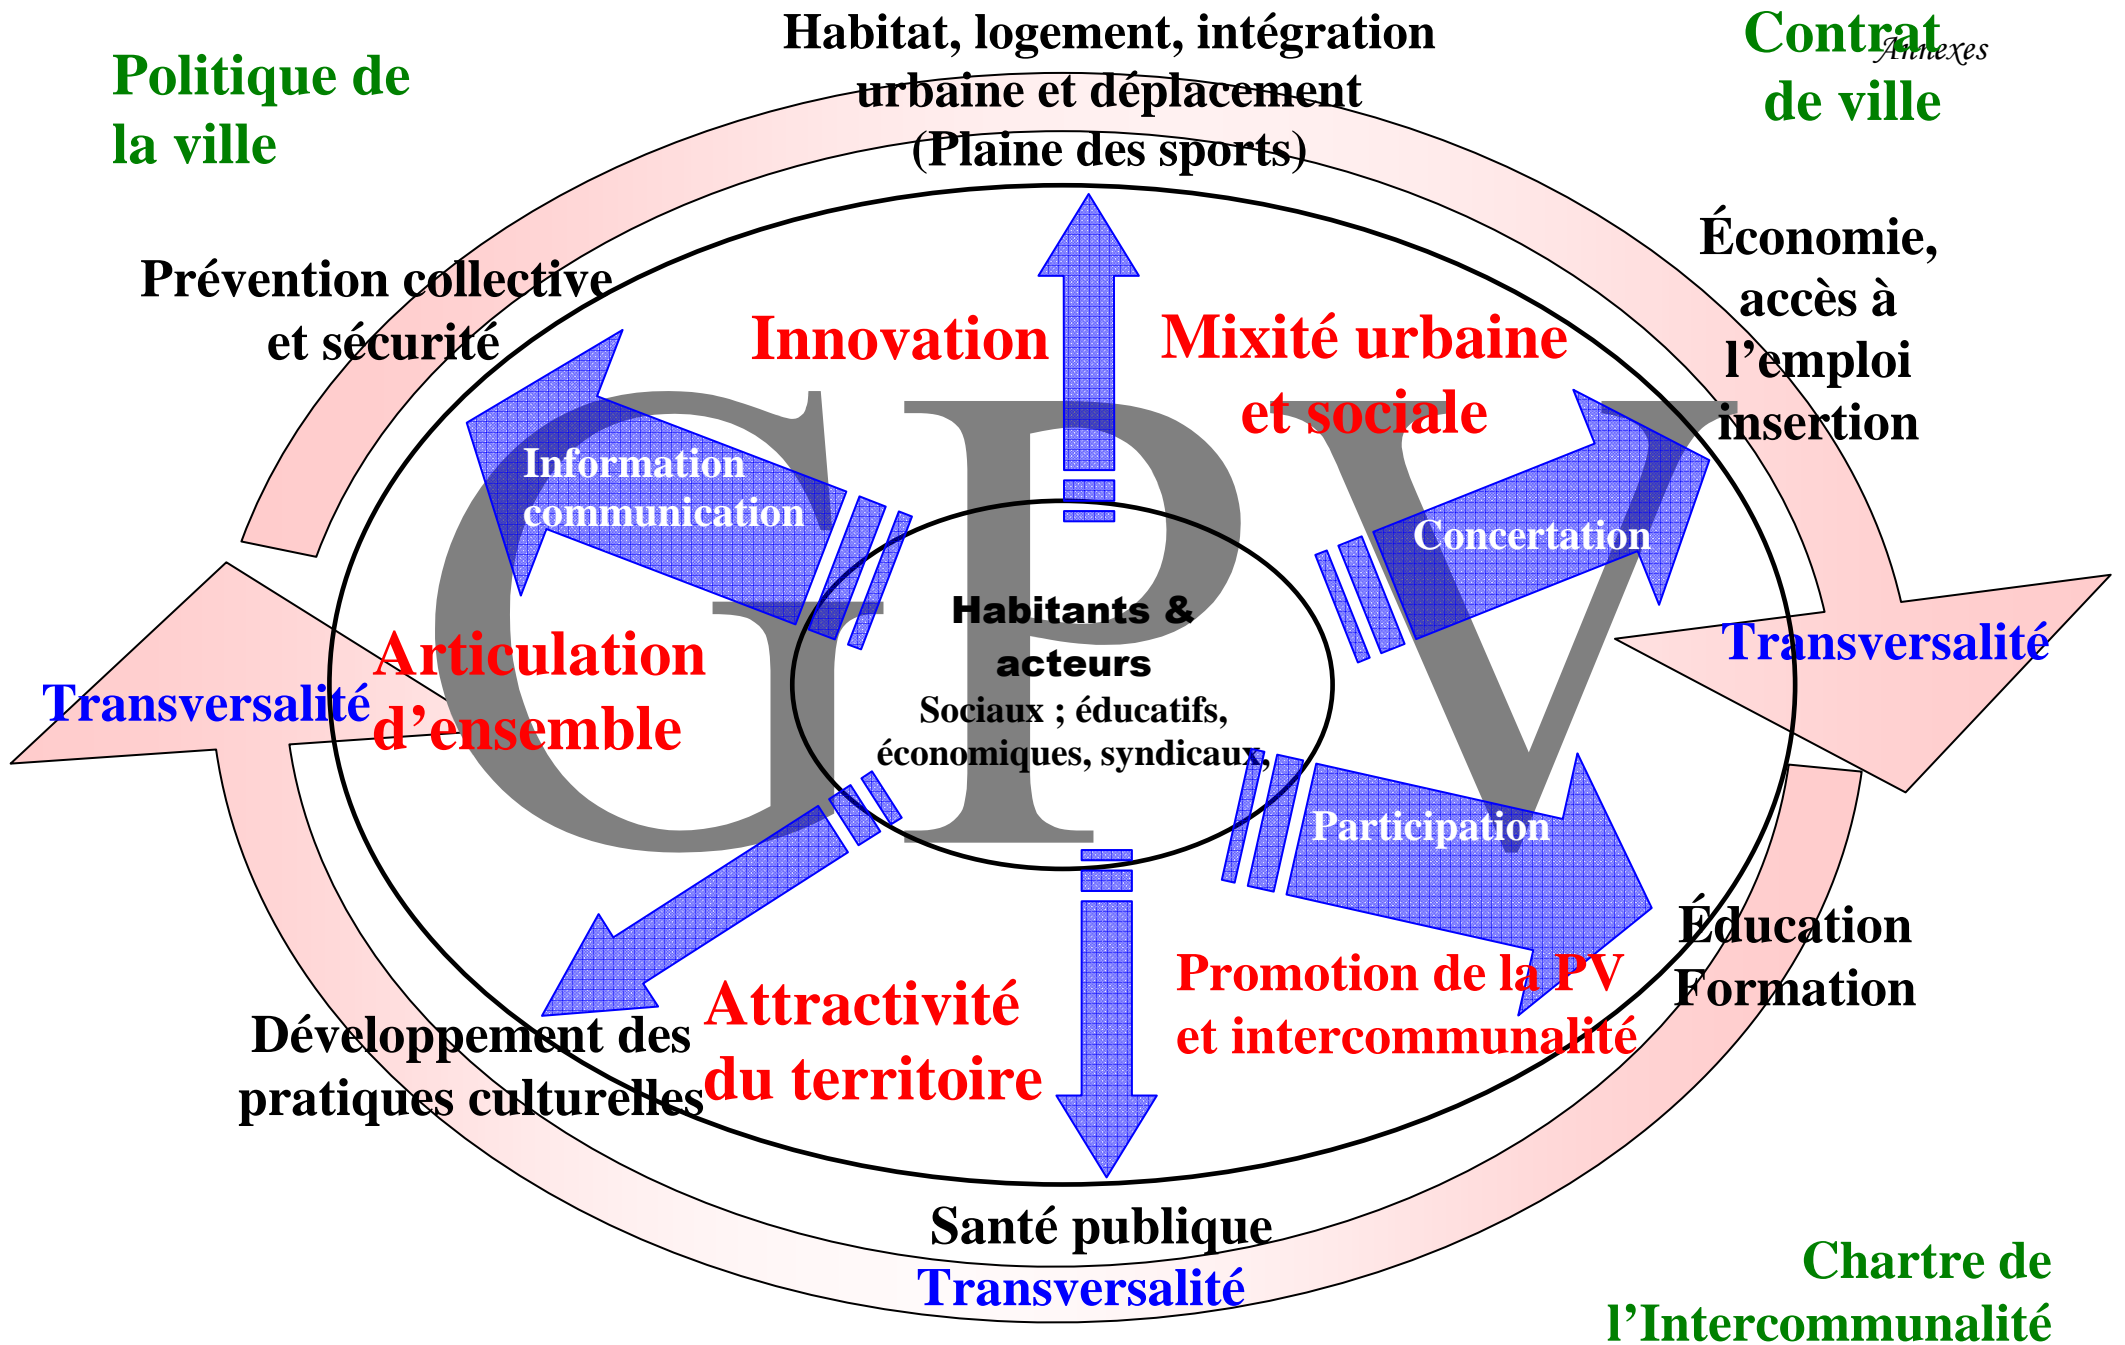 Politique de
la ville
Habitat, logement, intégration
urbaine et déplacement
(Plaine des sports)
Contrat
de ville
Annexes
Prévention collective
et sécurité
Économie,
accès à
l’emploi
insertion
Innovation
Mixité urbaine
et sociale
GPV
Information
communication
Concertation
Habitants &
acteurs
Sociaux ; éducatifs,
économiques, syndicaux,
Transversalité
Articulation
d’ensemble
Transversalité
Participation
Éducation
Formation
Promotion de la PV
et intercommunalité
Attractivité
du territoire
Développement des
pratiques culturelles
Santé publique
Transversalité
Chartre de
l’Intercommunalité